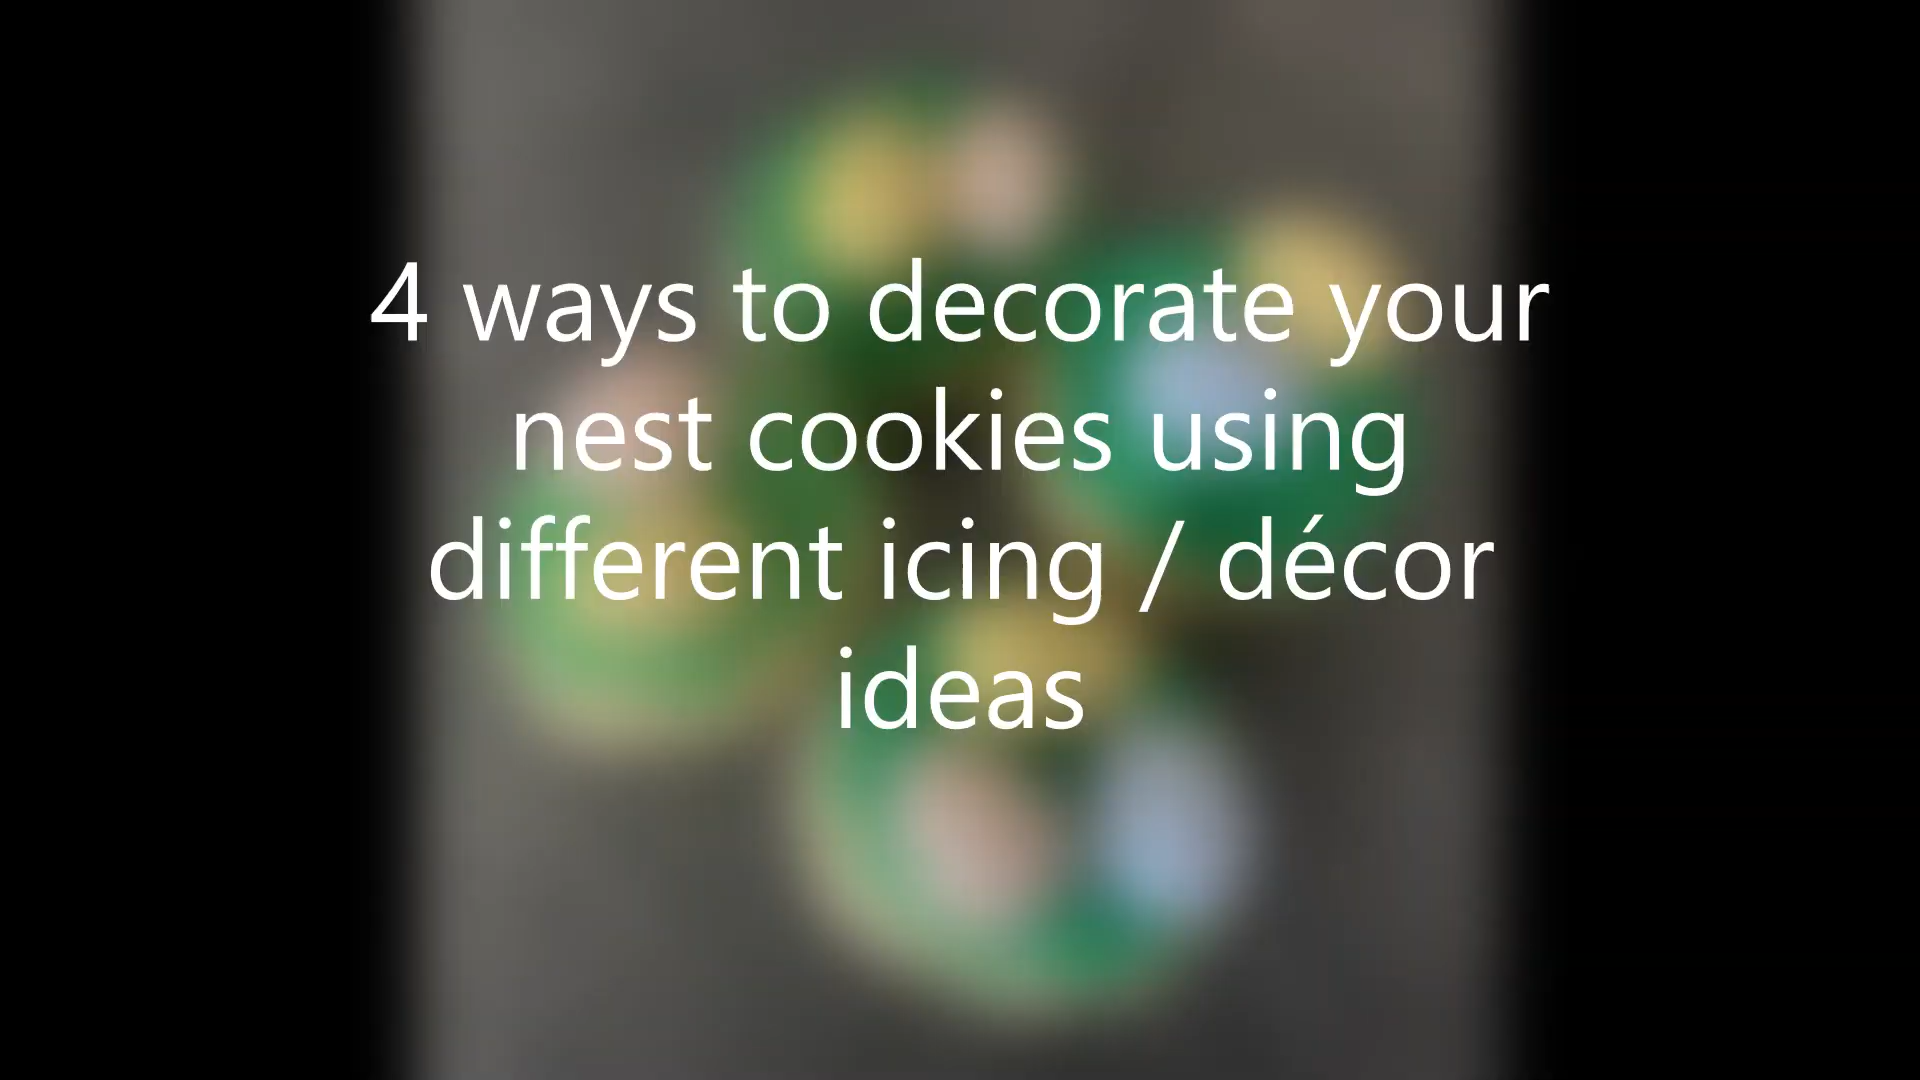 4 ways to decorate your
nest cookies using
different icing / décor
ideas